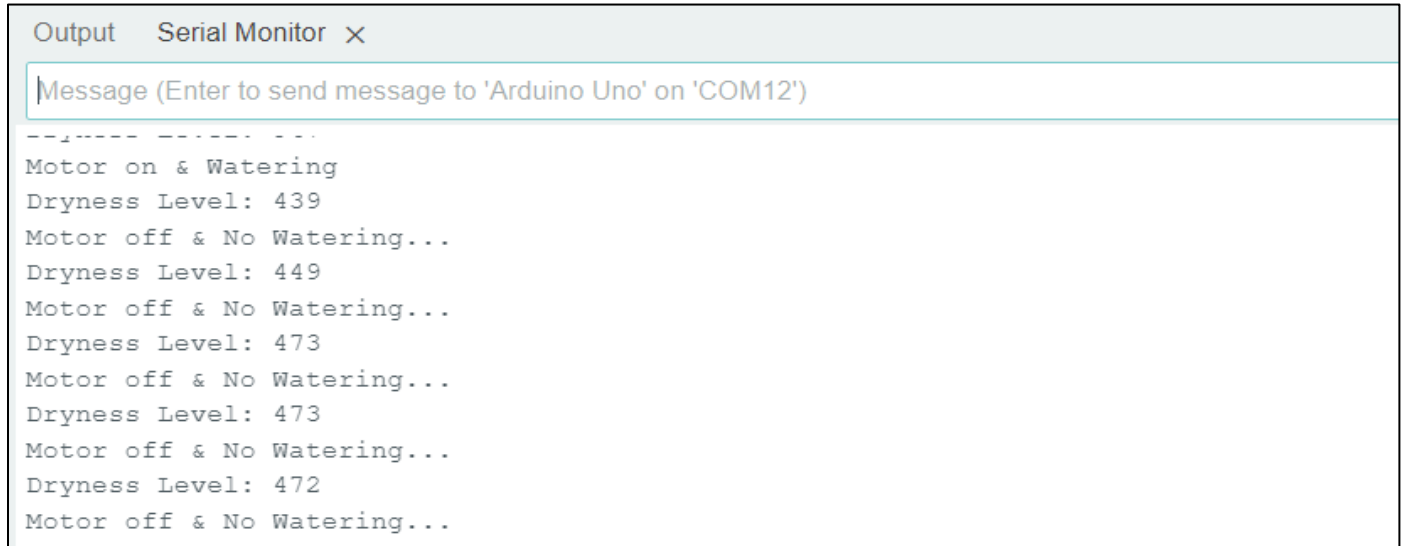 Output Serial Monitor ×
Message (Enter to send message to 'Arduino Uno' on 'COM12')
Dryness Level:
Motor on & Watering
Dryness Level: 439
Motor off & No Watering...
Dryness Level: 449
Motor off & No Watering...
Dryness Level: 473
Motor off & No Watering...
Dryness Level: 473
Motor off & No Watering...
Dryness Level: 472
Motor off & No Watering...